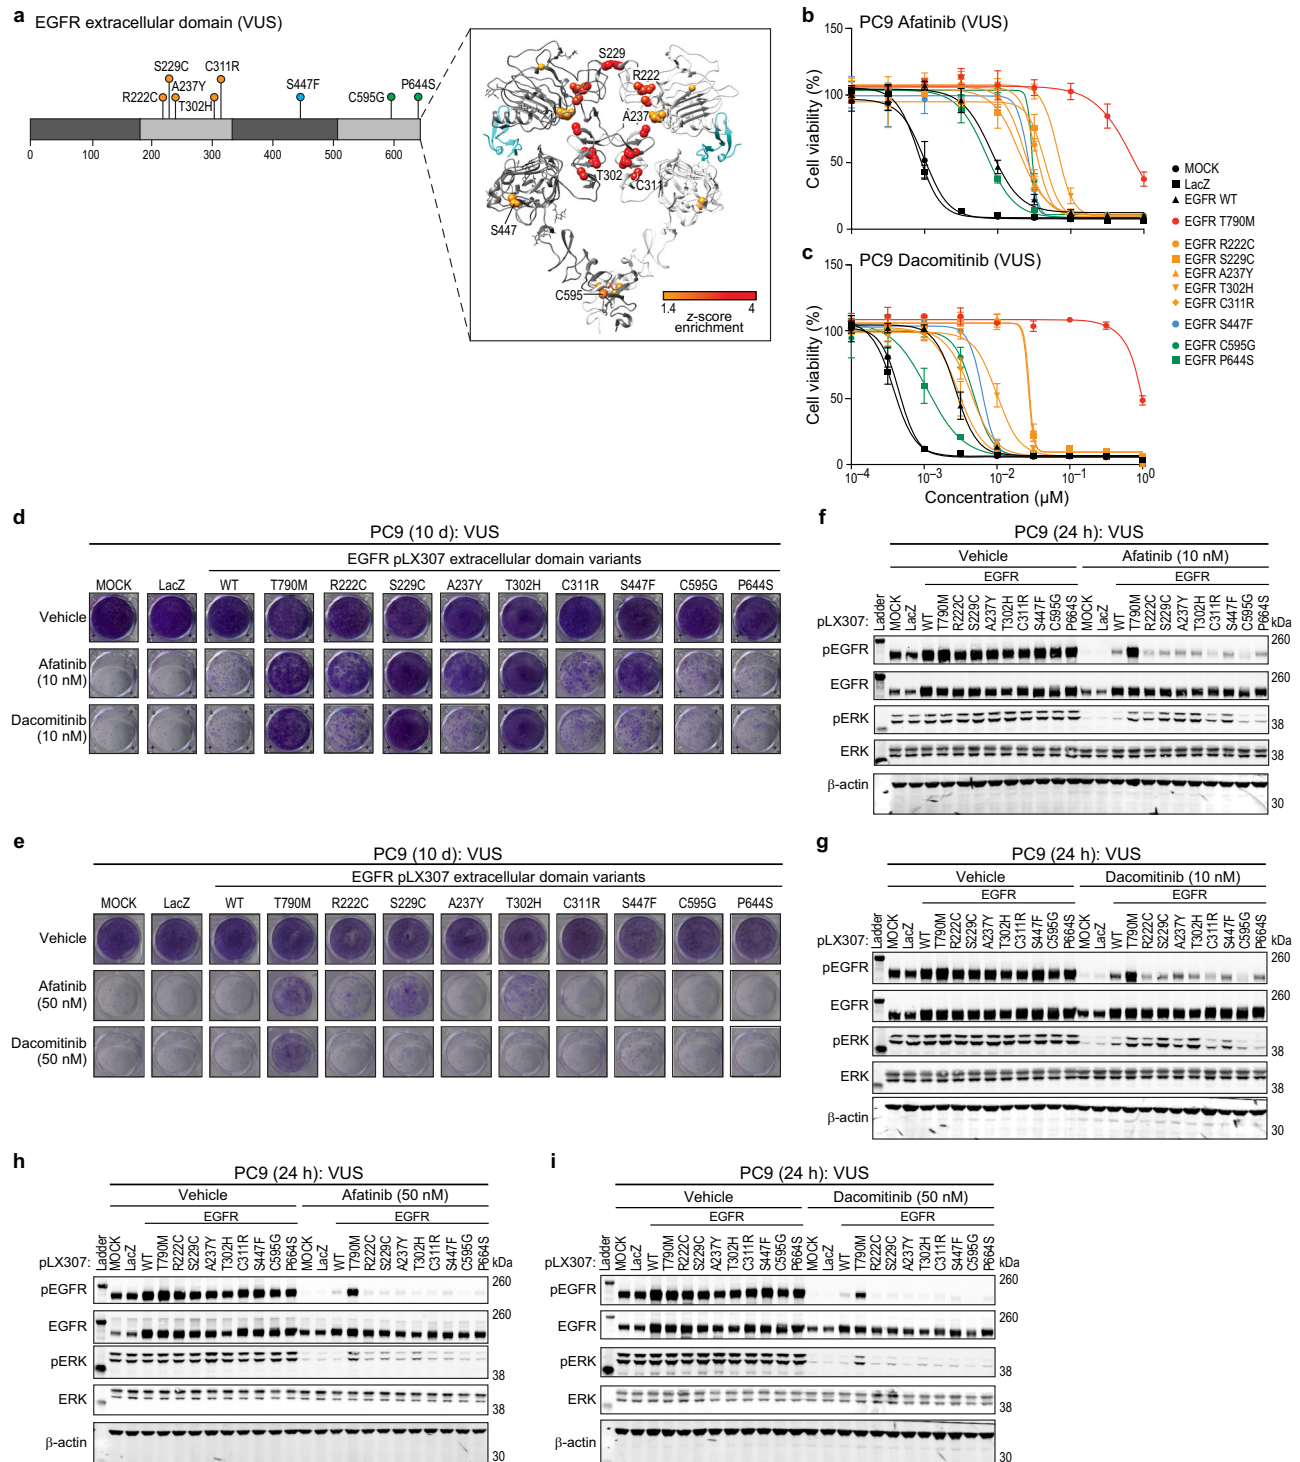 a EGFR extracellular domain (VUS)
S229C C311R
A237Y
R222C T302H
S447F
C595G P644S
0 100 200 300 400 500 600
S229
R222
A237
T302
C311
S447
C595
1.4 4
z-score
enrichment
b PC9 Afatinib (VUS)
150
100
50
0
Cell viability (%)
c PC9 Dacomitinib (VUS)
150
100
50
0
Cell viability (%)
10⁻⁴ 10⁻³ 10⁻² 10⁻¹ 10⁰
Concentration (µM)
MOCK
LacZ
EGFR WT
EGFR T790M
EGFR R222C
EGFR S229C
EGFR A237Y
EGFR T302H
EGFR C311R
EGFR S447F
EGFR C595G
EGFR P644S
d
PC9 (10 d): VUS
EGFR pLX307 extracellular domain variants
MOCK LacZ WT T790M R222C S229C A237Y T302H C311R S447F C595G P644S
Vehicle
Afatinib
(10 nM)
Dacomitinib
(10 nM)
e
PC9 (10 d): VUS
EGFR pLX307 extracellular domain variants
MOCK LacZ WT T790M R222C S229C A237Y T302H C311R S447F C595G P644S
Vehicle
Afatinib
(50 nM)
Dacomitinib
(50 nM)
f
PC9 (24 h): VUS
Vehicle Afatinib (10 nM)
EGFR EGFR
pLX307: Ladder MOCK LacZ WT T790M R222C S229C A237Y T302H C311R S447F C595G P664S MOCK LacZ WT T790M R222C S229C A237Y T302H C311R S447F C595G P664S kDa
pEGFR 260
EGFR 260
pERK 38
ERK 38
β-actin 30
g
PC9 (24 h): VUS
Vehicle Dacomitinib (10 nM)
EGFR EGFR
pLX307: Ladder MOCK LacZ WT T790M R222C S229C A237Y T302H C311R S447F C595G P664S MOCK LacZ WT T790M R222C S229C A237Y T302H C311R S447F C595G P664S kDa
pEGFR 260
EGFR 260
pERK 38
ERK 38
β-actin 30
h
PC9 (24 h): VUS
Vehicle Afatinib (50 nM)
EGFR EGFR
pLX307: Ladder MOCK LacZ WT T790M R222C S229C A237Y T302H C311R S447F C595G P664S MOCK LacZ WT T790M R222C S229C A237Y T302H C311R S447F C595G P664S kDa
pEGFR 260
EGFR 260
pERK 38
ERK 38
β-actin 30
i
PC9 (24 h): VUS
Vehicle Dacomitinib (50 nM)
EGFR EGFR
pLX307: Ladder MOCK LacZ WT T790M R222C S229C A237Y T302H C311R S447F C595G P664S MOCK LacZ WT T790M R222C S229C A237Y T302H C311R S447F C595G P664S kDa
pEGFR 260
EGFR 260
pERK 38
ERK 38
β-actin 30